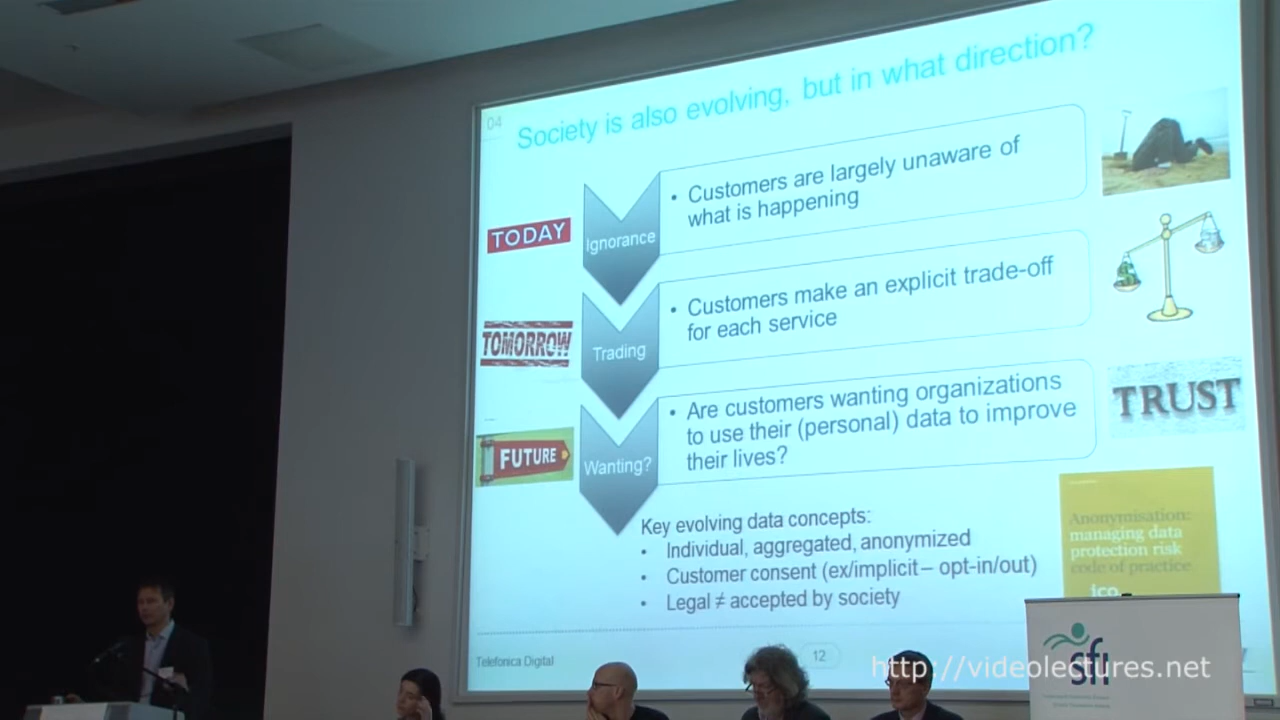 04
Society is also evolving, but in what direction?
TODAY
Ignorance
• Customers are largely unaware of
what is happening
TOMORROW
Trading
• Customers make an explicit trade-off
for each service
FUTURE
Wanting?
• Are customers wanting organizations
to use their (personal) data to improve
their lives?
TRUST
Key evolving data concepts:
• Individual, aggregated, anonymized
• Customer consent (ex/implicit – opt-in/out)
• Legal ≠ accepted by society
Anonymisation:
managing data
protection risk
code of practice
ico.
Telefonica Digital
12
sfi
http://videolectures.net